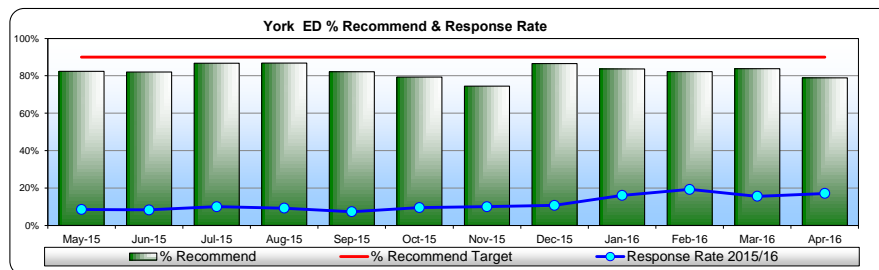 York ED % Recommend & Response Rate
100%
80%
60%
40%
20%
0%
May-15 Jun-15 Jul-15 Aug-15 Sep-15 Oct-15 Nov-15 Dec-15 Jan-16 Feb-16 Mar-16 Apr-16
% Recommend % Recommend Target Response Rate 2015/16